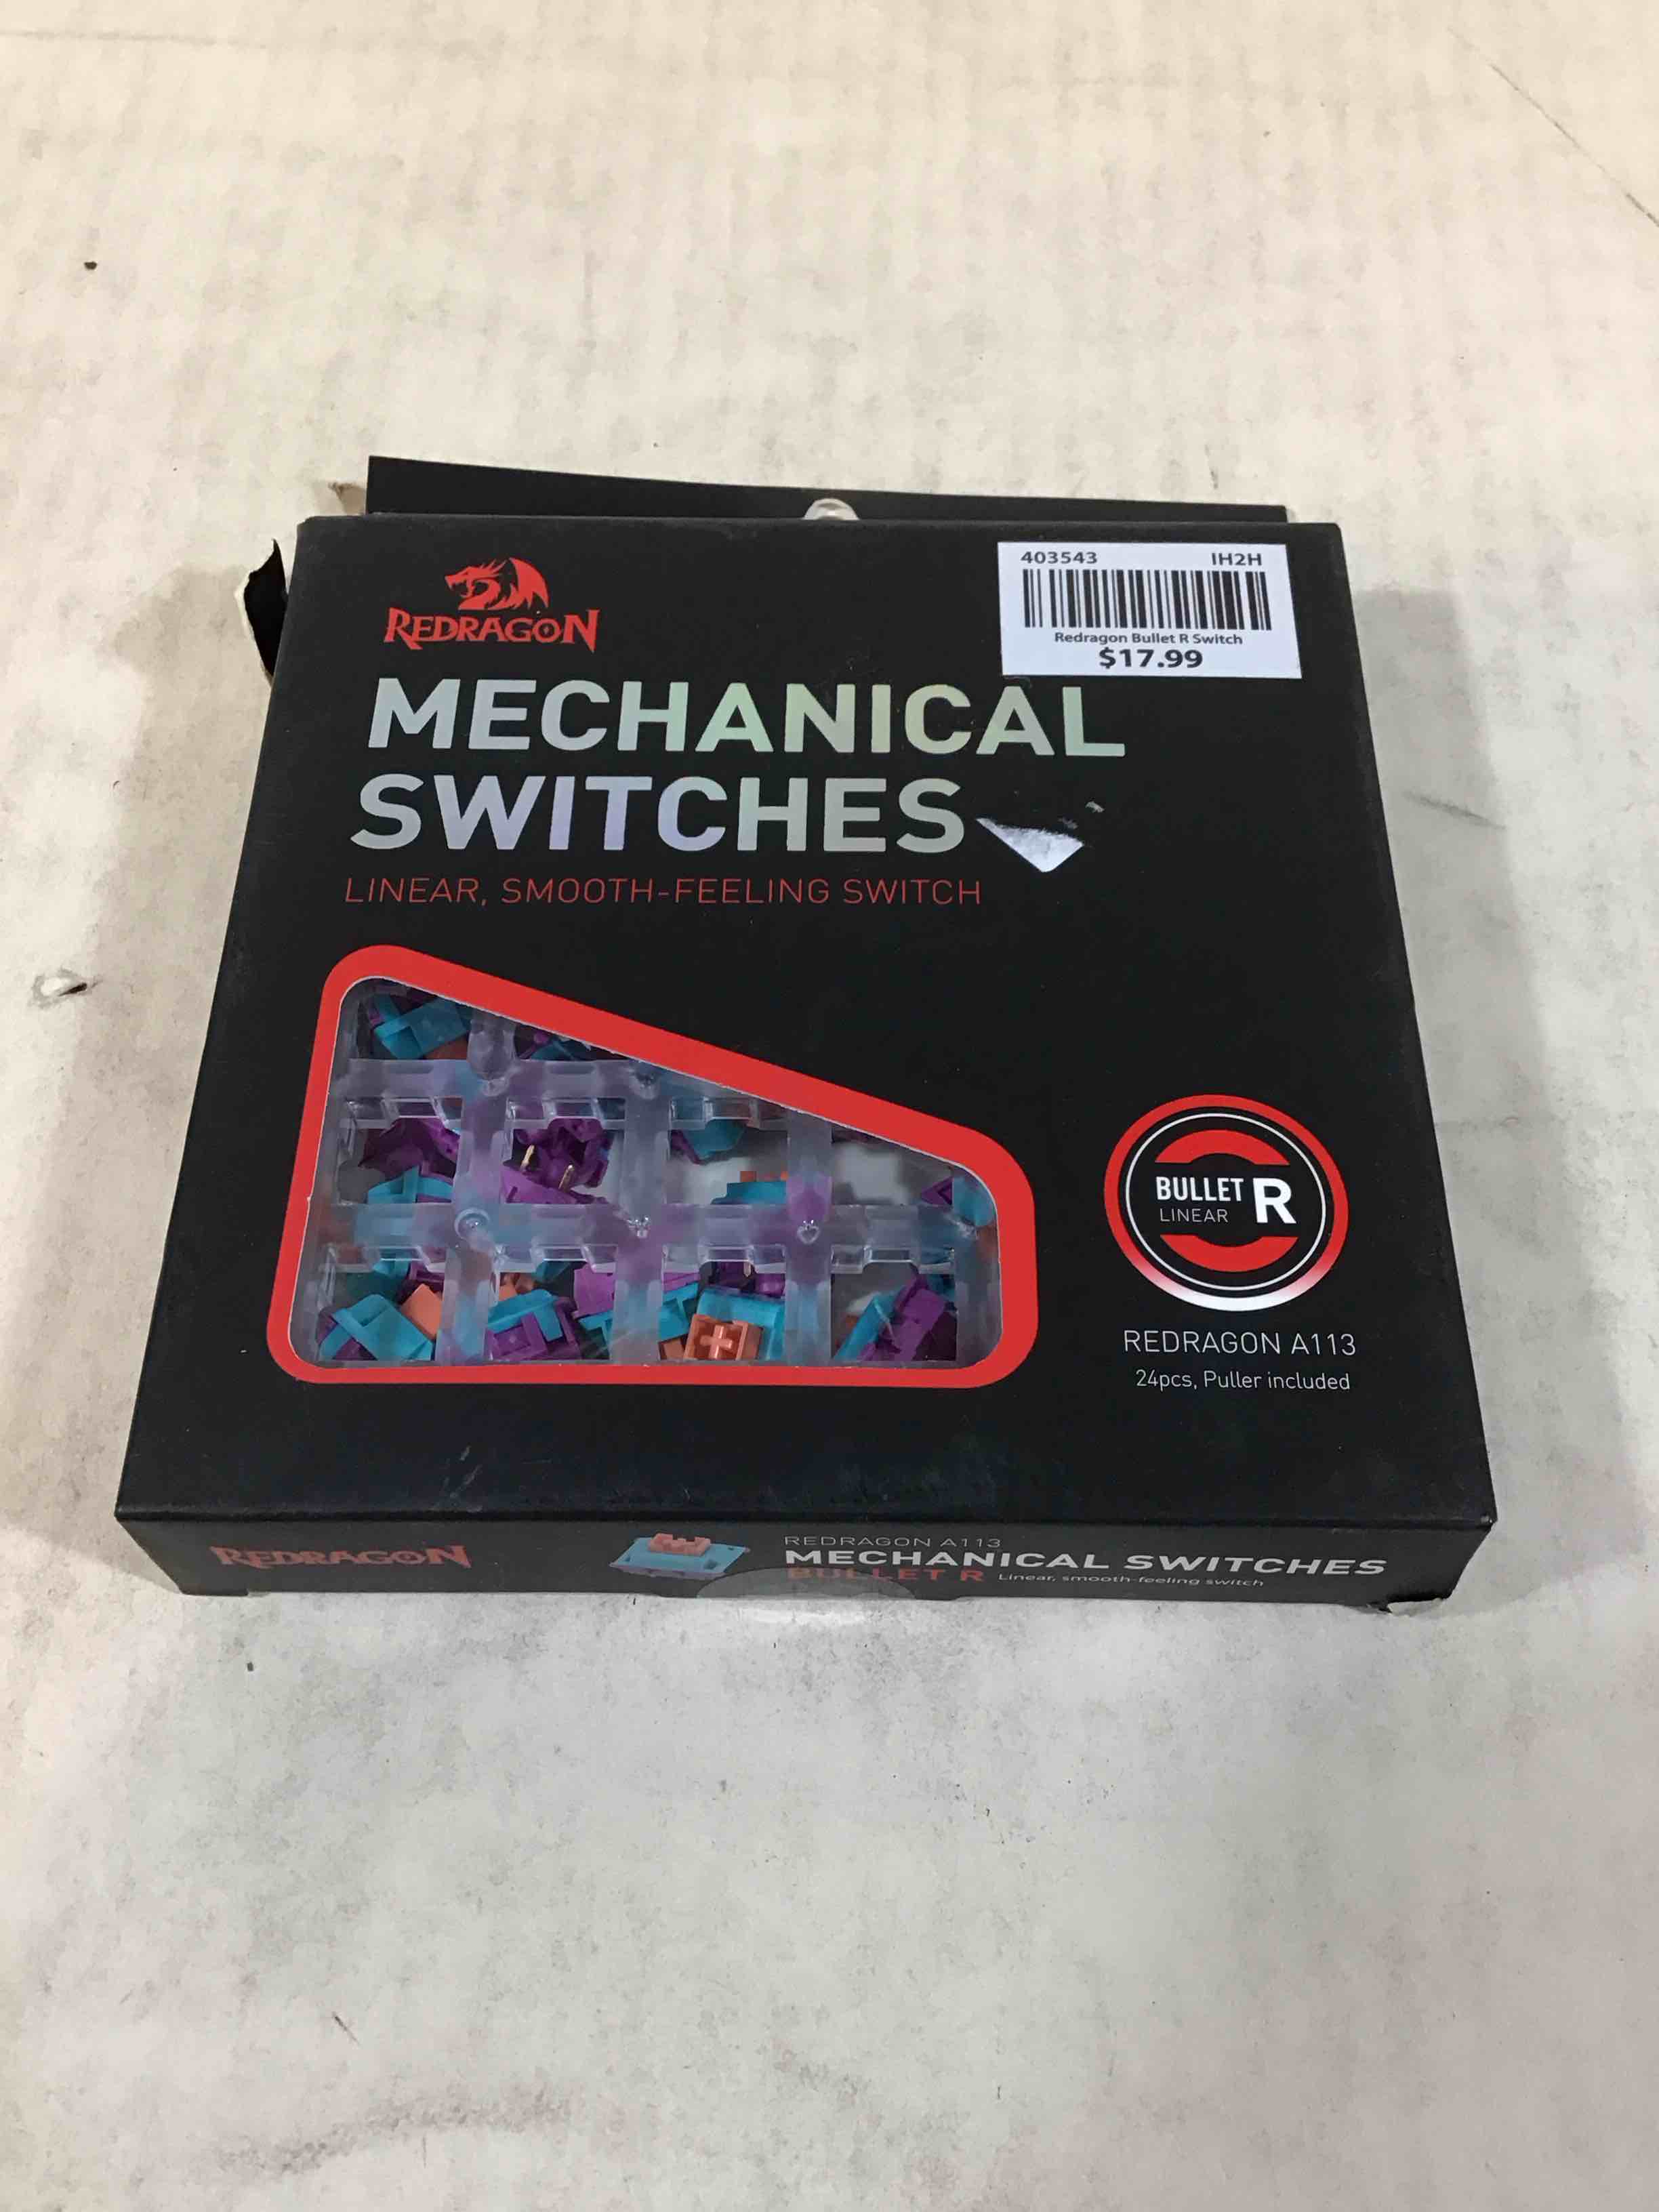 403543 IH2H
Redragon Bullet R Switch
$17.99
REDRAGON
MECHANICAL
SWITCHES
LINEAR, SMOOTH-FEELING SWITCH
BULLET R
LINEAR
REDRAGON A113
24pcs, Puller included
REDRAGON
REDRAGON A113
MECHANICAL SWITCHES
BULLET R Linear, smooth-feeling switch